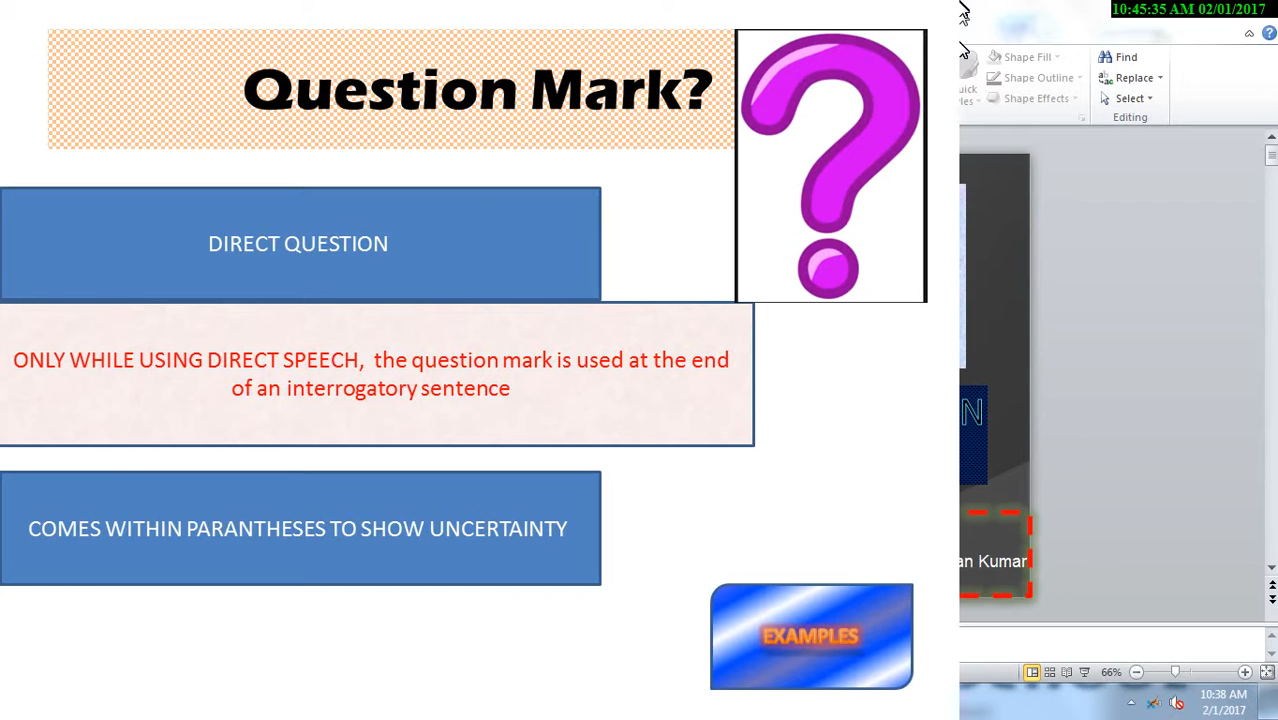 10:45:35 AM 02/01/2017
Question Mark?
Shape Fill
Find
Shape Outline
Replace
Shape Effects
Select
Editing
DIRECT QUESTION
ONLY WHILE USING DIRECT SPEECH, the question mark is used at the end
of an interrogatory sentence
N
COMES WITHIN PARANTHESES TO SHOW UNCERTAINTY
an Kumar
EXAMPLES
66%
10:38 AM
2/1/2017